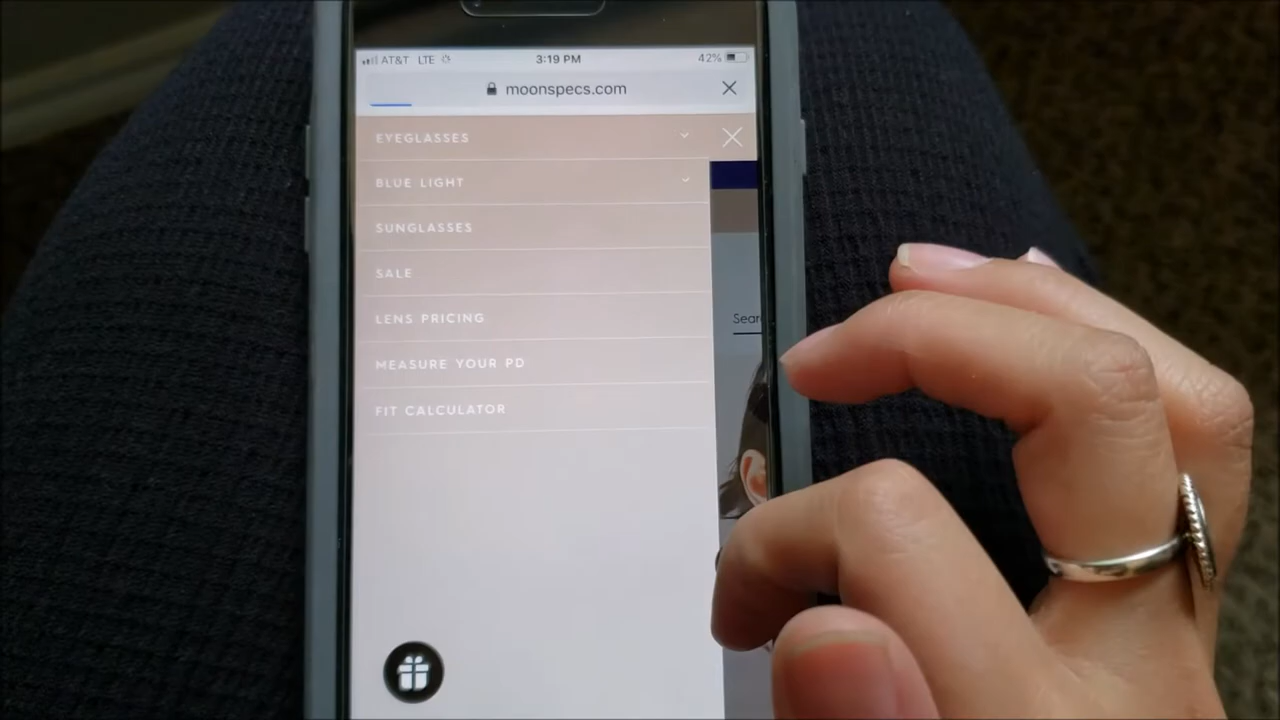 AT&T LTE 3:19 PM 42%
moonspecs.com
EYEGLASSES
BLUE LIGHT
SUNGLASSES
SALE
LENS PRICING
Sear
MEASURE YOUR PD
FIT CALCULATOR